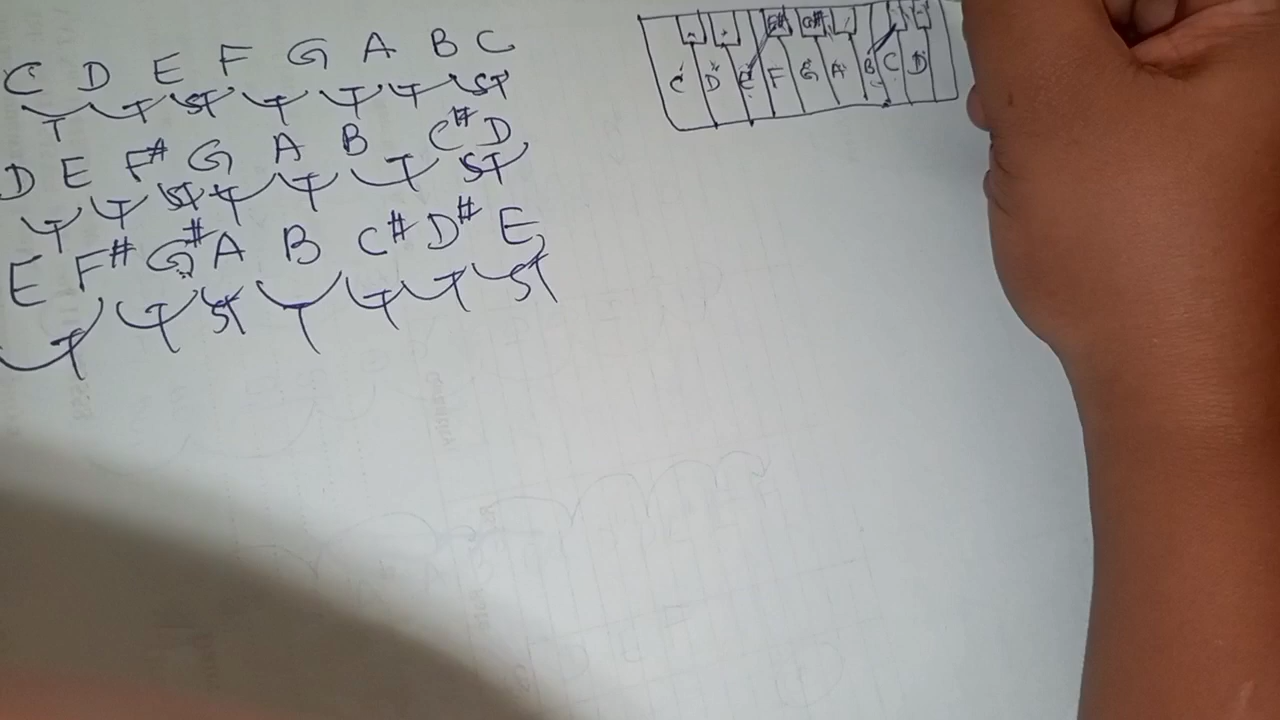 C D E F G A B C
T T ST T T T ST
D E F# G A B C# D
T T ST T T T ST
E F# G# A B C# D# E
T T ST T T T ST
G#
C D E F G A B C D